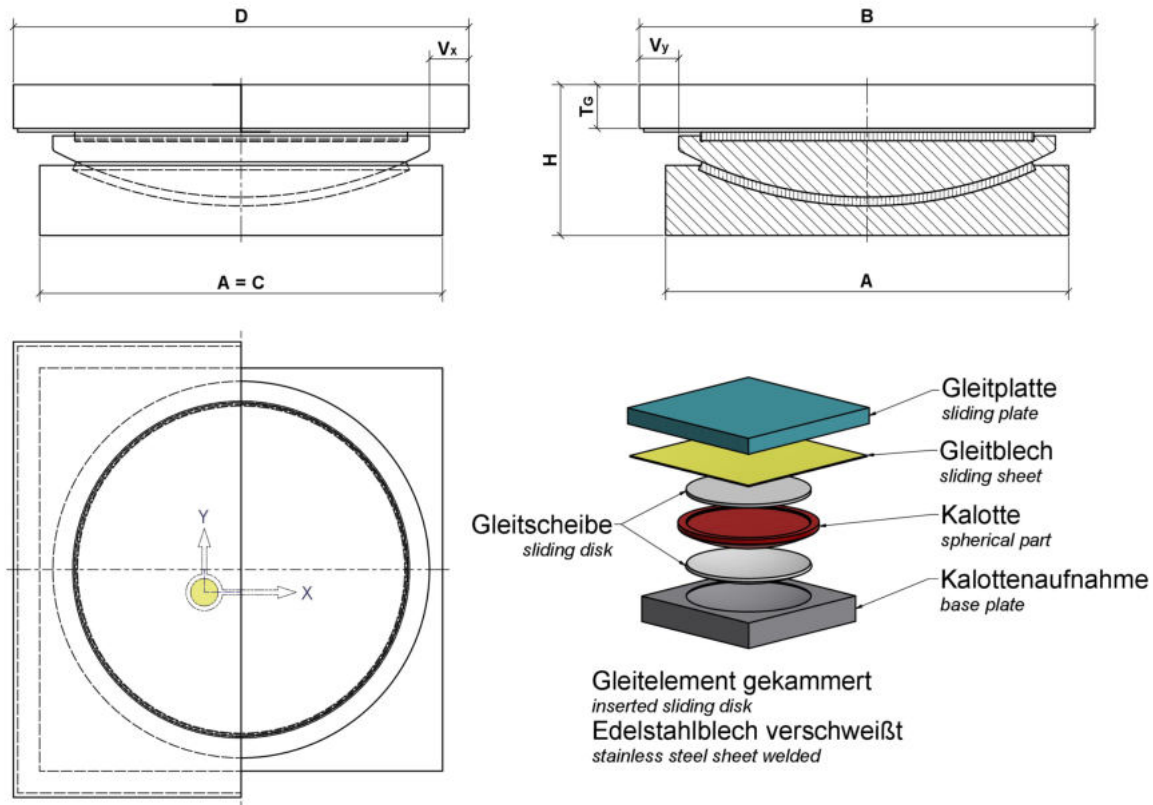 D
Vx
B
Vy
TG
H
A = C
A
Y
X
Gleitplatte
sliding plate
Gleitblech
sliding sheet
Gleitscheibe
sliding disk
Kalotte
spherical part
Kalottenaufnahme
base plate
Gleitelement gekammert
inserted sliding disk
Edelstahlblech verschweißt
stainless steel sheet welded